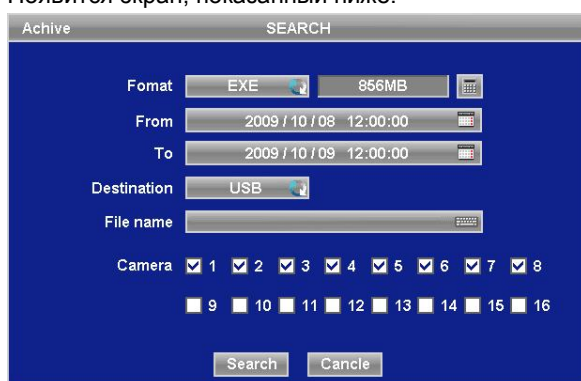 Появится экран, показанный ниже.
Achive SEARCH
Fomat EXE 856MB
From 2009 / 10 / 08 12:00:00
To 2009 / 10 / 09 12:00:00
Destination USB
File name
Camera 1 2 3 4 5 6 7 8
9 10 11 12 13 14 15 16
Search Cancle